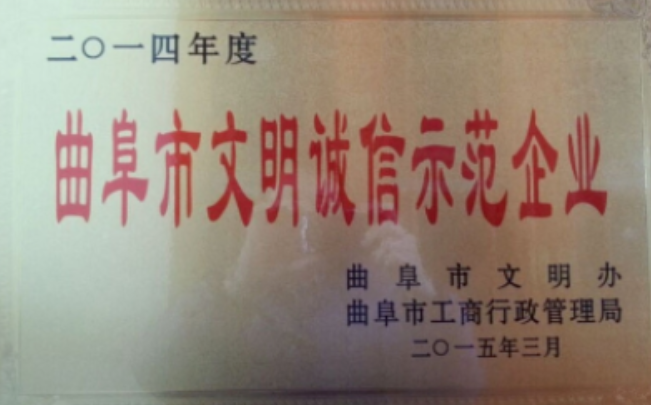 二〇一四年度
曲阜市文明诚信示范企业
曲阜市文明办
曲阜市工商行政管理局
二〇一五年三月